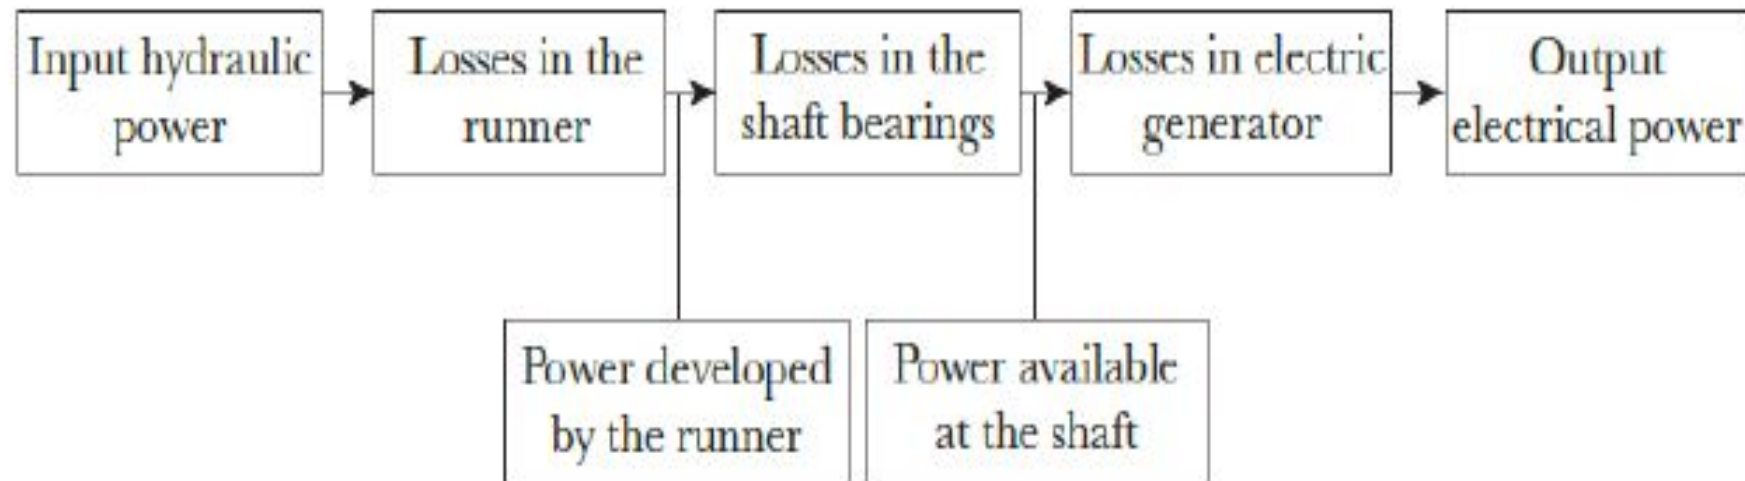 Input hydraulic
power
Losses in the
runner
Losses in the
shaft bearings
Losses in electric
generator
Output
electrical power
Power developed
by the runner
Power available
at the shaft